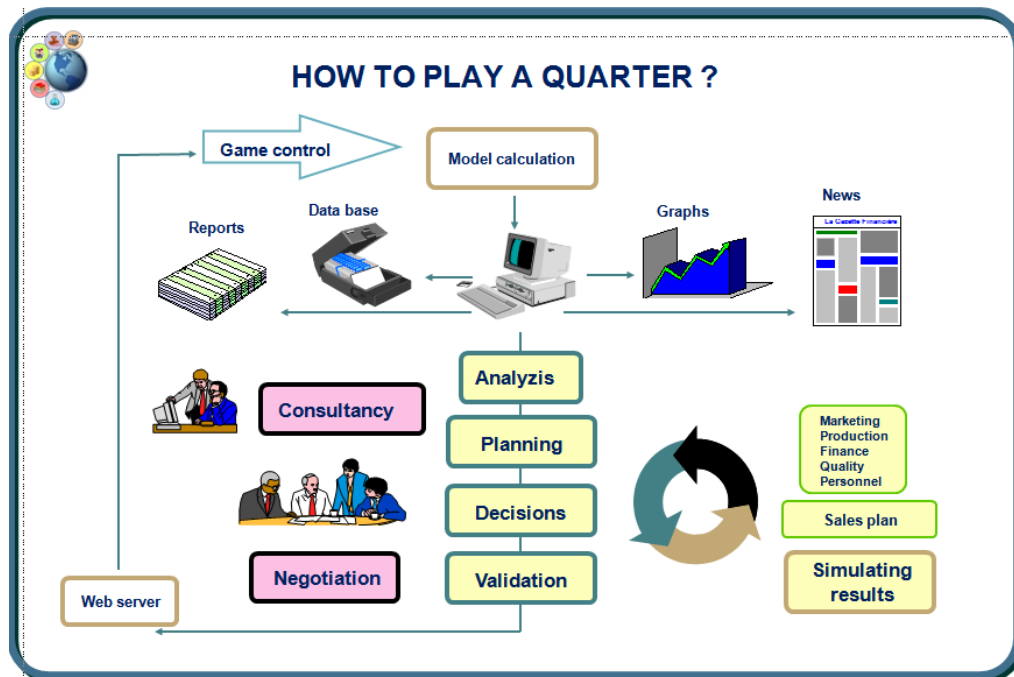 HOW TO PLAY A QUARTER ?
Game control
Model calculation
News
Data base
Graphs
Reports
La Gazette Financière
Analyzis
Consultancy
Planning
Marketing
Production
Finance
Quality
Personnel
Decisions
Sales plan
Negotiation
Validation
Simulating
results
Web server